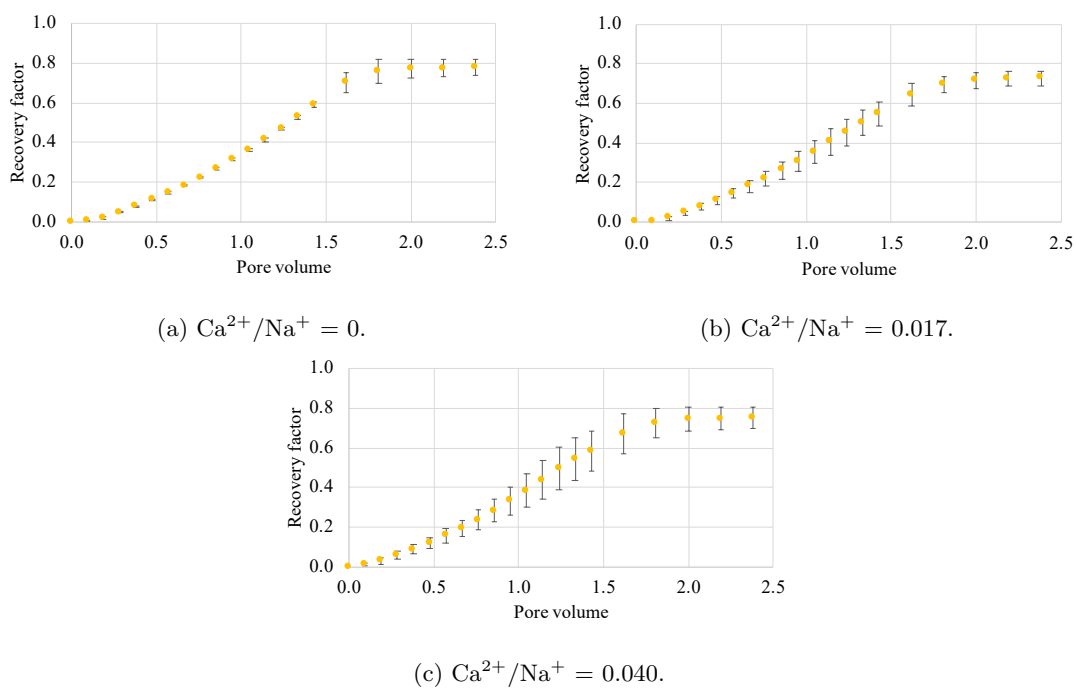 1.0
0.8
0.6
0.4
0.2
0.0
Recovery factor
0.0 0.5 1.0 1.5 2.0 2.5
Pore volume
(a) Ca²⁺/Na⁺ = 0.
1.0
0.8
0.6
0.4
0.2
0.0
Recovery factor
0.0 0.5 1.0 1.5 2.0 2.5
Pore volume
(b) Ca²⁺/Na⁺ = 0.017.
1.0
0.8
0.6
0.4
0.2
0.0
Recovery factor
0.0 0.5 1.0 1.5 2.0 2.5
Pore volume
(c) Ca²⁺/Na⁺ = 0.040.